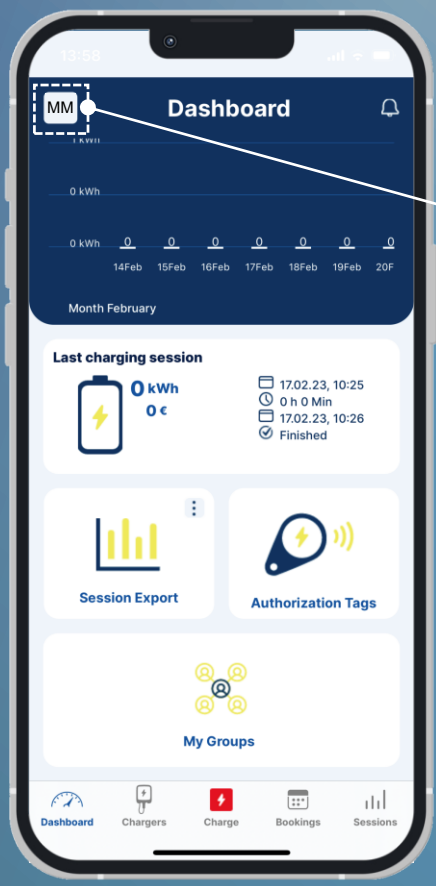 13:58
MM
Dashboard
1 kWh
0 kWh
0 kWh
0 0 0 0 0 0 0
14Feb 15Feb 16Feb 17Feb 18Feb 19Feb 20F
Month February
Last charging session
0 kWh
0 €
17.02.23, 10:25
0 h 0 Min
17.02.23, 10:26
Finished
Session Export
Authorization Tags
My Groups
Dashboard Chargers Charge Bookings Sessions